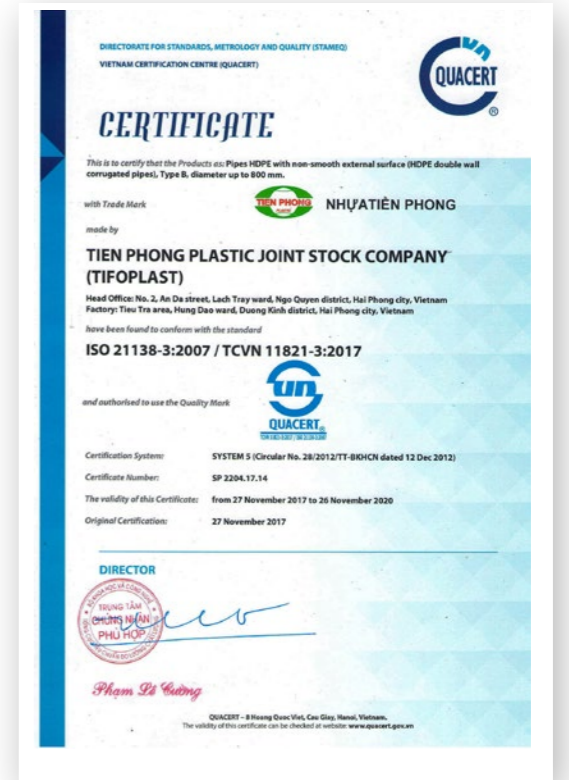 DIRECTORATE FOR STANDARDS, METROLOGY AND QUALITY (STAMEQ)
VIETNAM CERTIFICATION CENTRE (QUACERT)
QUACERT
®
CERTIFICATE
This is to certify that the Products as: Pipes HDPE with non-smooth external surface (HDPE double wall
corrugated pipes), Type B, diameter up to 800 mm.
with Trade Mark
TIEN PHONG
PLASTIC
NHỰA TIỀN PHONG
made by
TIEN PHONG PLASTIC JOINT STOCK COMPANY
(TIFOPLAST)
Head Office: No. 2, An Da street, Lach Tray ward, Ngo Quyen district, Hai Phong city, Vietnam
Factory: Tieu Tra area, Hung Dao ward, Duong Kinh district, Hai Phong city, Vietnam
have been found to conform with the standard
ISO 21138-3:2007 / TCVN 11821-3:2017
and authorised to use the Quality Mark
QUACERT
Certification System: SYSTEM 5 (Circular No. 28/2012/TT-BKHCN dated 12 Dec 2012)
Certificate Number: SP 2204.17.14
The validity of this Certificate: from 27 November 2017 to 26 November 2020
Original Certification: 27 November 2017
DIRECTOR
TRUNG TÂM
CHỨNG NHẬN
PHÙ HỢP
Phạm Lê Cường
QUACERT – 8 Hoang Quoc Viet, Cau Giay, Hanoi, Vietnam.
The validity of this certificate can be checked at website: www.quacert.gov.vn